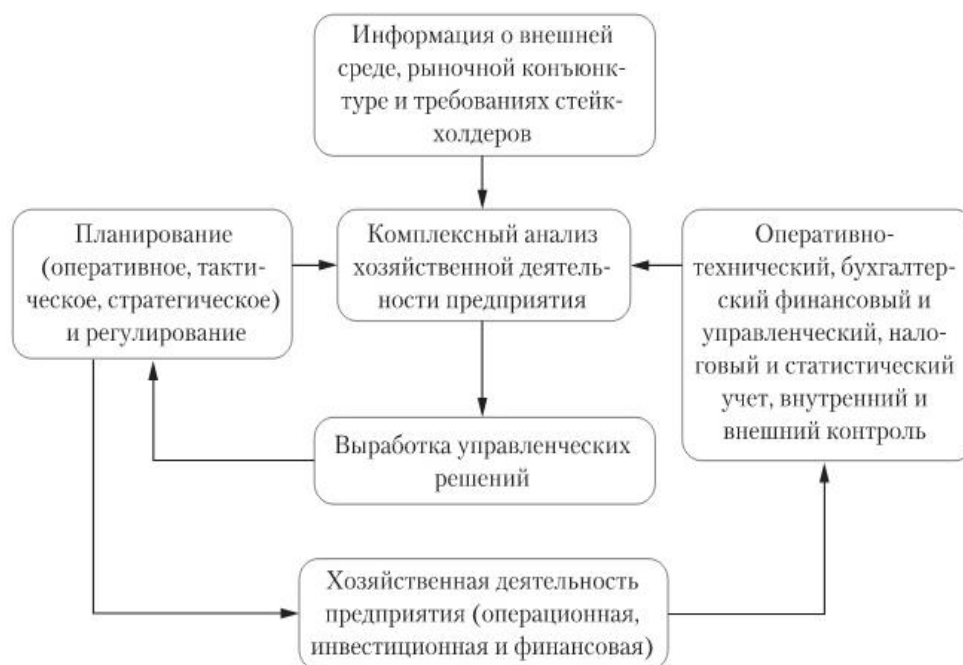 Информация о внешней
среде, рыночной конъюнк-
туре и требованиях стейк-
холдеров
Планирование
(оперативное, такти-
ческое, стратегическое)
и регулирование
Комплексный анализ
хозяйственной деятель-
ности предприятия
Оперативно-
технический, бухгалтер-
ский финансовый и
управленческий, нало-
говый и статистический
учет, внутренний и
внешний контроль
Выработка управленческих
решений
Хозяйственная деятельность
предприятия (операционная,
инвестиционная и финансовая)